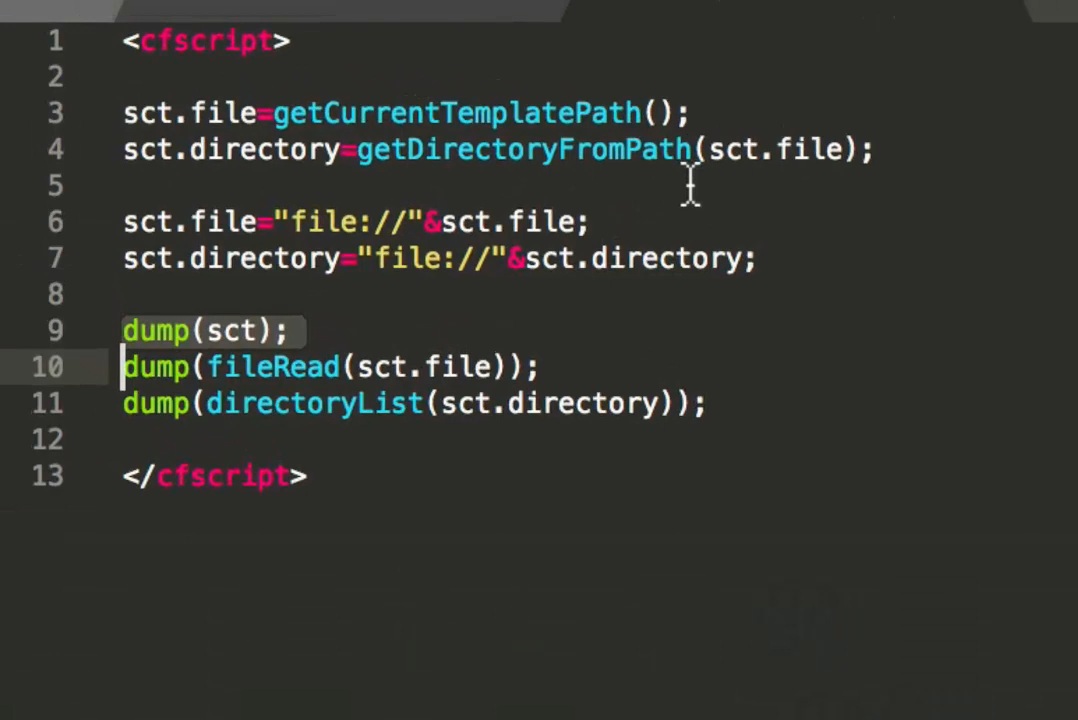 1 <cfscript>
2
3 sct.file=getCurrentTemplatePath();
4 sct.directory=getDirectoryFromPath(sct.file);
5
6 sct.file="file://"&sct.file;
7 sct.directory="file://"&sct.directory;
8
9 dump(sct);
10 dump(fileRead(sct.file));
11 dump(directoryList(sct.directory));
12
13 </cfscript>